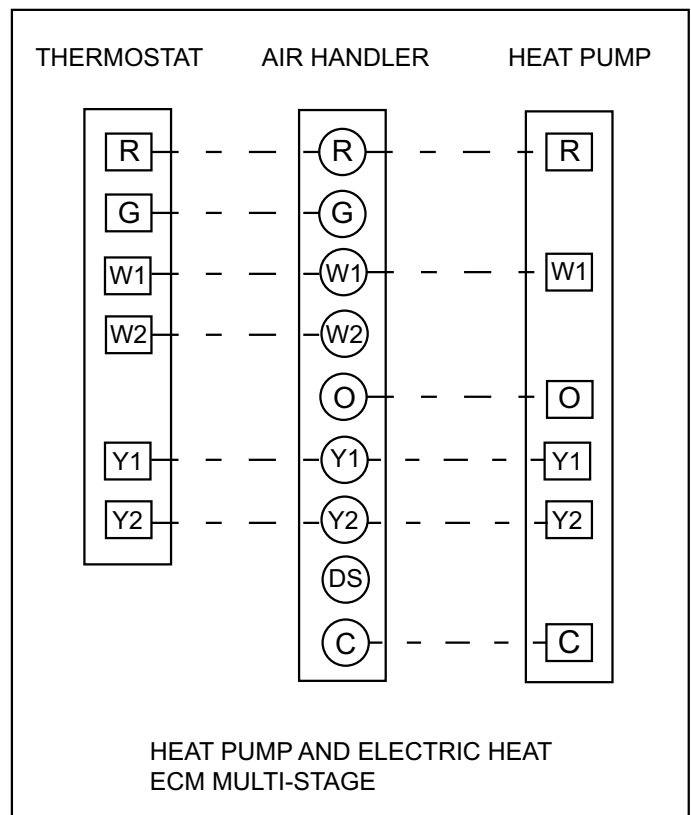 THERMOSTAT AIR HANDLER HEAT PUMP
R R R
G G
W1 W1 W1
W2 W2
O O
Y1 Y1 Y1
Y2 Y2 Y2
DS
C C
HEAT PUMP AND ELECTRIC HEAT
ECM MULTI-STAGE